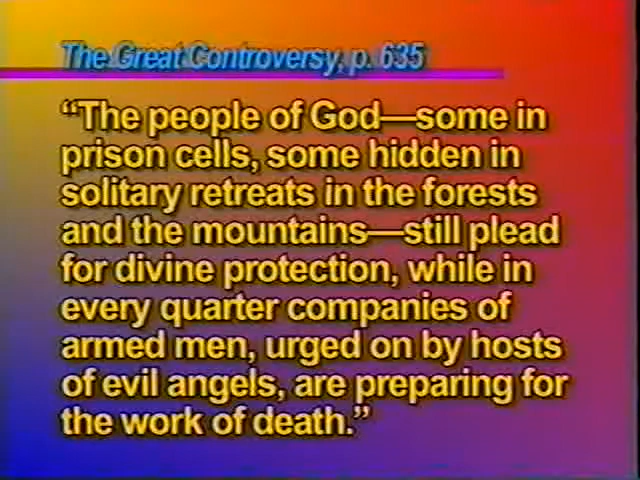 The Great Controversy, p. 635
“The people of God—some in
prison cells, some hidden in
solitary retreats in the forests
and the mountains—still plead
for divine protection, while in
every quarter companies of
armed men, urged on by hosts
of evil angels, are preparing for
the work of death.”